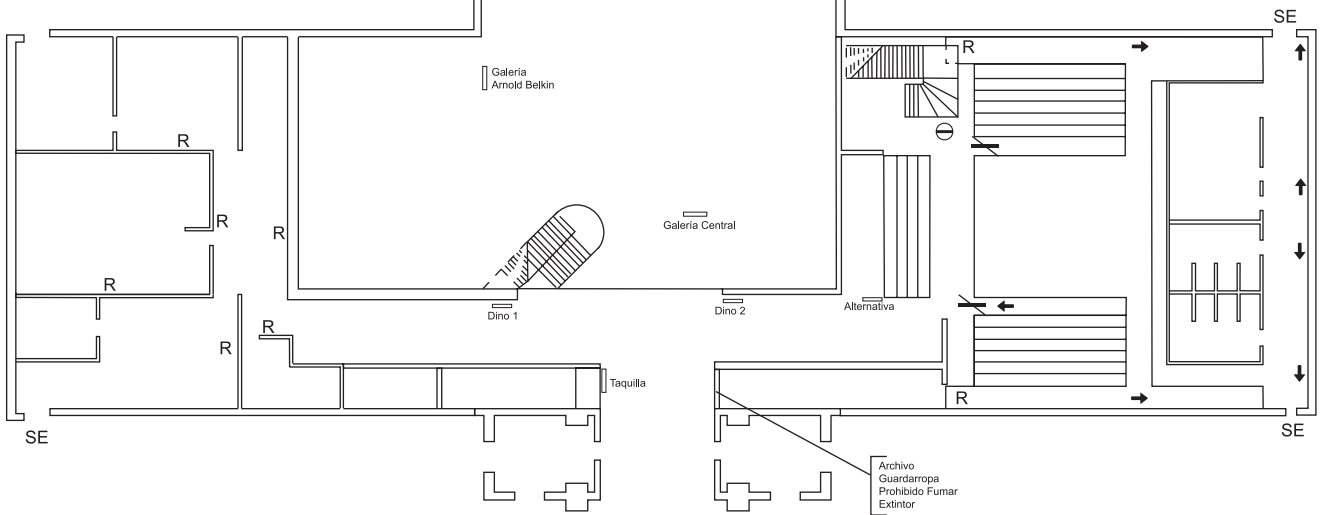 SE
R
Galería
Arnold Belkin
R
R
Galería Central
R
R
Alternativa
Dino 1
Dino 2
R
R
Taquilla
R
SE
SE
Archivo
Guardarropa
Prohibido Fumar
Extintor